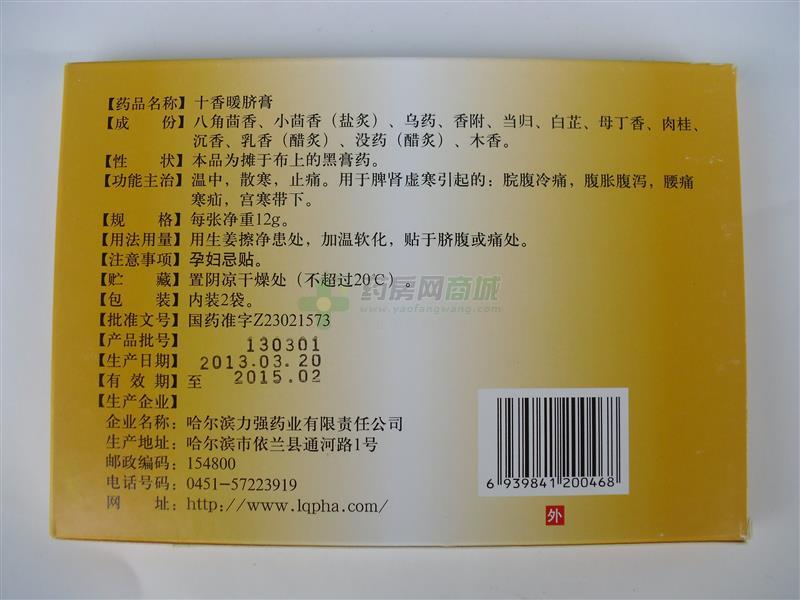 【药品名称】十香暖脐膏
【成　份】八角茴香、小茴香（盐炙）、乌药、香附、当归、白芷、母丁香、肉桂、
沉香、乳香（醋炙）、没药（醋炙）、木香。
【性　状】本品为摊于布上的黑膏药。
【功能主治】温中，散寒，止痛。用于脾肾虚寒引起的：脘腹冷痛，腹胀腹泻，腰痛
寒疝，宫寒带下。
【规　格】每张净重12g。
【用法用量】用生姜擦净患处，加温软化，贴于脐腹或痛处。
【注意事项】孕妇忌贴。
【贮　藏】置阴凉干燥处（不超过20℃）。
【包　装】内装2袋。
【批准文号】国药准字Z23021573
【产品批号】130301
【生产日期】2013.03.20
【有 效 期】至 2015.02
【生产企业】
企业名称：哈尔滨力强药业有限责任公司
生产地址：哈尔滨市依兰县通河路1号
邮政编码：154800
电话号码：0451-57223919
网　址：http://www.lqpha.com/
6 939841 200468
外
药房网商城
www.yaofangwang.com